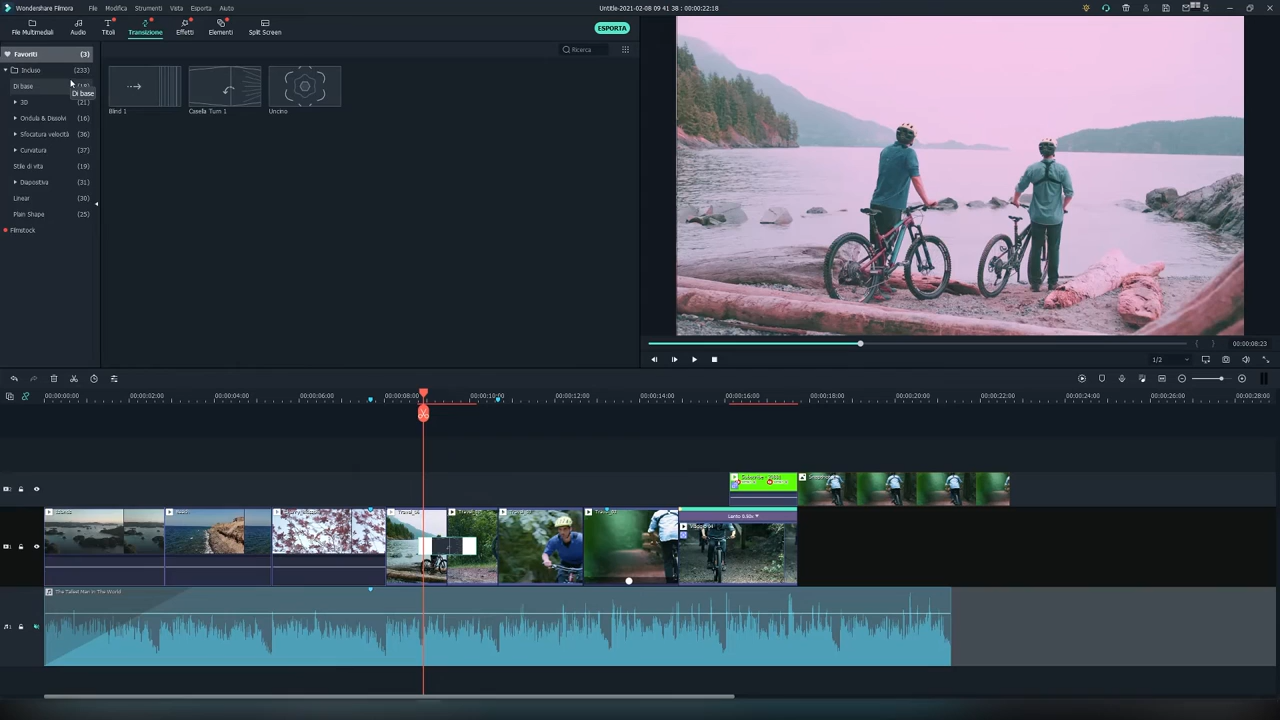 Wondershare Filmora
File Modifica Strumenti Vista Esporta Aiuto
Untitle-2021-02-08 09 41 38 : 00:00:22:18
File Multimediali Audio Titoli Transizione Effetti Elementi Split Screen
ESPORTA
Favoriti (3)
Incluso (233)
Di base
Di base
3D (21)
Ondula & Dissolvi (16)
Sfocatura velocità (36)
Curvatura (37)
Stile di vita (19)
Diapositiva (31)
Linear (30)
Plain Shape (25)
Filmstock
Ricerca
Blind 1
Casella Turn 1
Uncino
00:00:08:23
1/2
00:00:00:00 00:00:02:00 00:00:04:00 00:00:06:00 00:00:08:00 00:00:10:00 00:00:12:00 00:00:14:00 00:00:16:00 00:00:18:00 00:00:20:00 00:00:22:00 00:00:24:00 00:00:26:00 00:00:28:00
Lento 0.50x
Viaggio 04
The Tallest Man in The World